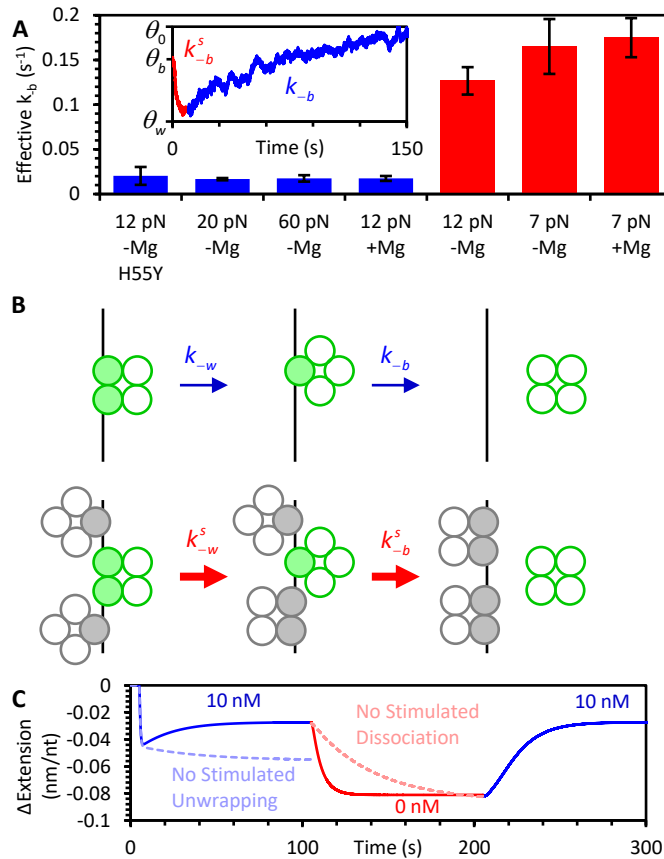 A
Effective k-b (s-1)
0.2
0.15
0.1
0.05
0
θ0
θb
θw
k-bs
k-b
0
Time (s)
150
12 pN 20 pN 60 pN 12 pN 12 pN 7 pN 7 pN
-Mg -Mg -Mg +Mg -Mg -Mg +Mg
H55Y
B
k-w
k-b
k-ws
k-bs
C
ΔExtension
(nm/nt)
0
-0.02
-0.04
-0.06
-0.08
-0.1
10 nM
No Stimulated
Unwrapping
No Stimulated
Dissociation
0 nM
10 nM
0 100 200 300
Time (s)